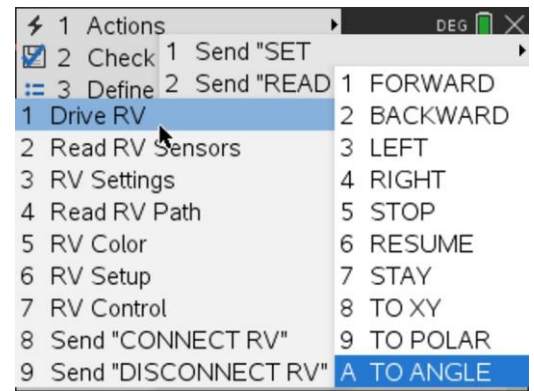 1 Actions
DEG
2 Check
1 Send "SET
3 Define
2 Send "READ
1 Drive RV
2 Read RV Sensors
3 RV Settings
4 Read RV Path
5 RV Color
6 RV Setup
7 RV Control
8 Send "CONNECT RV"
9 Send "DISCONNECT RV"
1 FORWARD
2 BACKWARD
3 LEFT
4 RIGHT
5 STOP
6 RESUME
7 STAY
8 TO XY
9 TO POLAR
A TO ANGLE